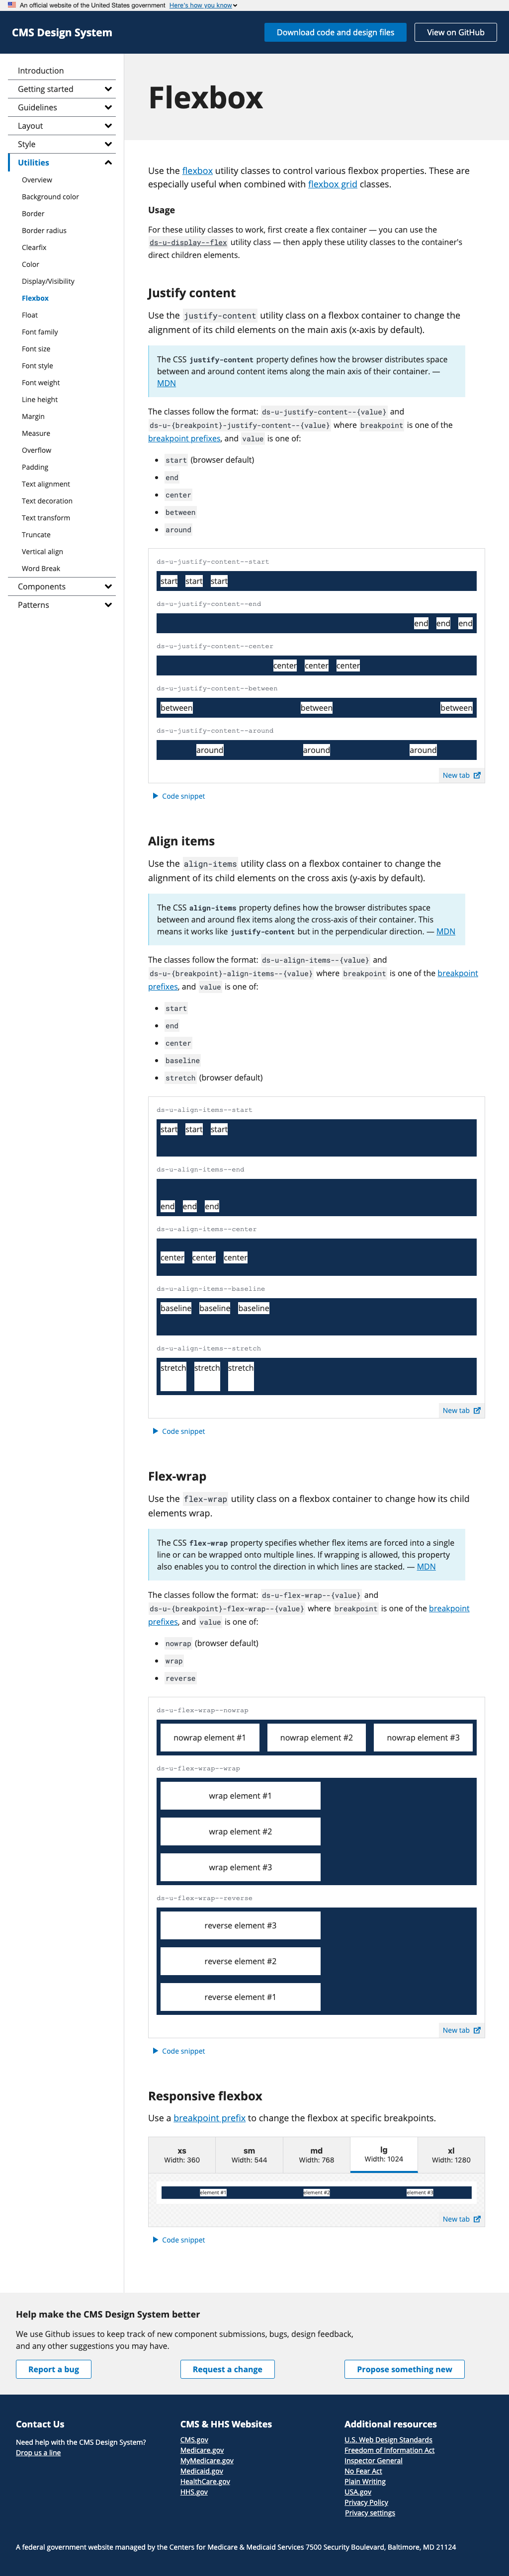 An official website of the United States government Here's how you know
CMS Design System
Download code and design files
View on GitHub
Introduction
Getting started
Guidelines
Layout
Style
Utilities
Overview
Background color
Border
Border radius
Clearfix
Color
Display/Visibility
Flexbox
Float
Font family
Font size
Font style
Font weight
Line height
Margin
Measure
Overflow
Padding
Text alignment
Text decoration
Text transform
Truncate
Vertical align
Word Break
Components
Patterns
Flexbox
Use the flexbox utility classes to control various flexbox properties. These are
especially useful when combined with flexbox grid classes.
Usage
For these utility classes to work, first create a flex container — you can use the
ds-u-display--flex utility class — then apply these utility classes to the container's
direct children elements.
Justify content
Use the justify-content utility class on a flexbox container to change the
alignment of its child elements on the main axis (x-axis by default).
The CSS justify-content property defines how the browser distributes space
between and around content items along the main axis of their container. —
MDN
The classes follow the format: ds-u-justify-content--{value} and
ds-u-{breakpoint}-justify-content--{value} where breakpoint is one of the
breakpoint prefixes, and value is one of:
start (browser default)
end
center
between
around
ds-u-justify-content--start
start start start
ds-u-justify-content--end
end end end
ds-u-justify-content--center
center center center
ds-u-justify-content--between
between between between
ds-u-justify-content--around
around around around
New tab
Code snippet
Align items
Use the align-items utility class on a flexbox container to change the
alignment of its child elements on the cross axis (y-axis by default).
The CSS align-items property defines how the browser distributes space
between and around flex items along the cross-axis of their container. This
means it works like justify-content but in the perpendicular direction. — MDN
The classes follow the format: ds-u-align-items--{value} and
ds-u-{breakpoint}-align-items--{value} where breakpoint is one of the breakpoint
prefixes, and value is one of:
start
end
center
baseline
stretch (browser default)
ds-u-align-items--start
start start start
ds-u-align-items--end
end end end
ds-u-align-items--center
center center center
ds-u-align-items--baseline
baseline baseline baseline
ds-u-align-items--stretch
stretch stretch stretch
New tab
Code snippet
Flex-wrap
Use the flex-wrap utility class on a flexbox container to change how its child
elements wrap.
The CSS flex-wrap property specifies whether flex items are forced into a single
line or can be wrapped onto multiple lines. If wrapping is allowed, this property
also enables you to control the direction in which lines are stacked. — MDN
The classes follow the format: ds-u-flex-wrap--{value} and
ds-u-{breakpoint}-flex-wrap--{value} where breakpoint is one of the breakpoint
prefixes, and value is one of:
nowrap (browser default)
wrap
reverse
ds-u-flex-wrap--nowrap
nowrap element #1 nowrap element #2 nowrap element #3
ds-u-flex-wrap--wrap
wrap element #1
wrap element #2
wrap element #3
ds-u-flex-wrap--reverse
reverse element #3
reverse element #2
reverse element #1
New tab
Code snippet
Responsive flexbox
Use a breakpoint prefix to change the flexbox at specific breakpoints.
xs sm md lg xl
Width: 360 Width: 544 Width: 768 Width: 1024 Width: 1280
element #1 element #2 element #3
New tab
Code snippet
Help make the CMS Design System better
We use Github issues to keep track of new component submissions, bugs, design feedback,
and any other suggestions you may have.
Report a bug
Request a change
Propose something new
Contact Us
Need help with the CMS Design System?
Drop us a line
CMS & HHS Websites
CMS.gov
Medicare.gov
MyMedicare.gov
Medicaid.gov
HealthCare.gov
HHS.gov
Additional resources
U.S. Web Design Standards
Freedom of Information Act
Inspector General
No Fear Act
Plain Writing
USA.gov
Privacy Policy
Privacy settings
A federal government website managed by the Centers for Medicare & Medicaid Services 7500 Security Boulevard, Baltimore, MD 21124